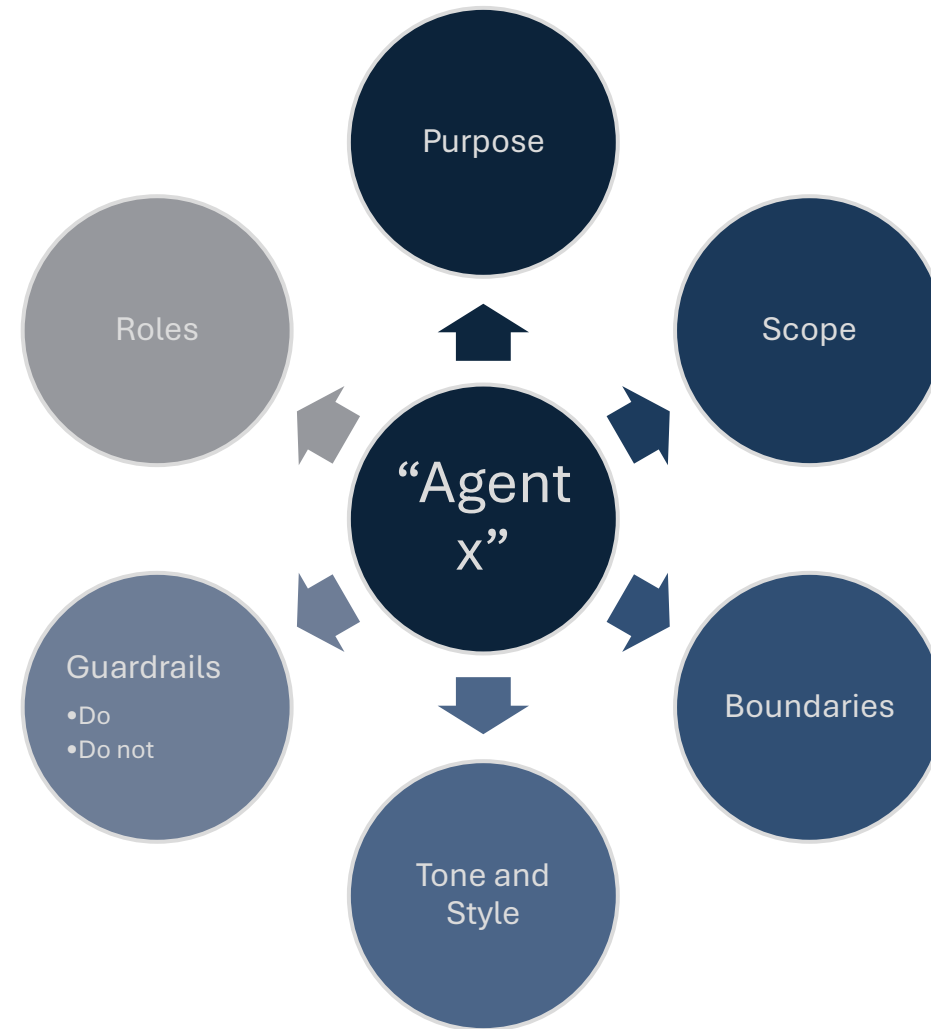 Purpose
Roles
Scope
“Agent
x”
Guardrails
•Do
•Do not
Boundaries
Tone and
Style